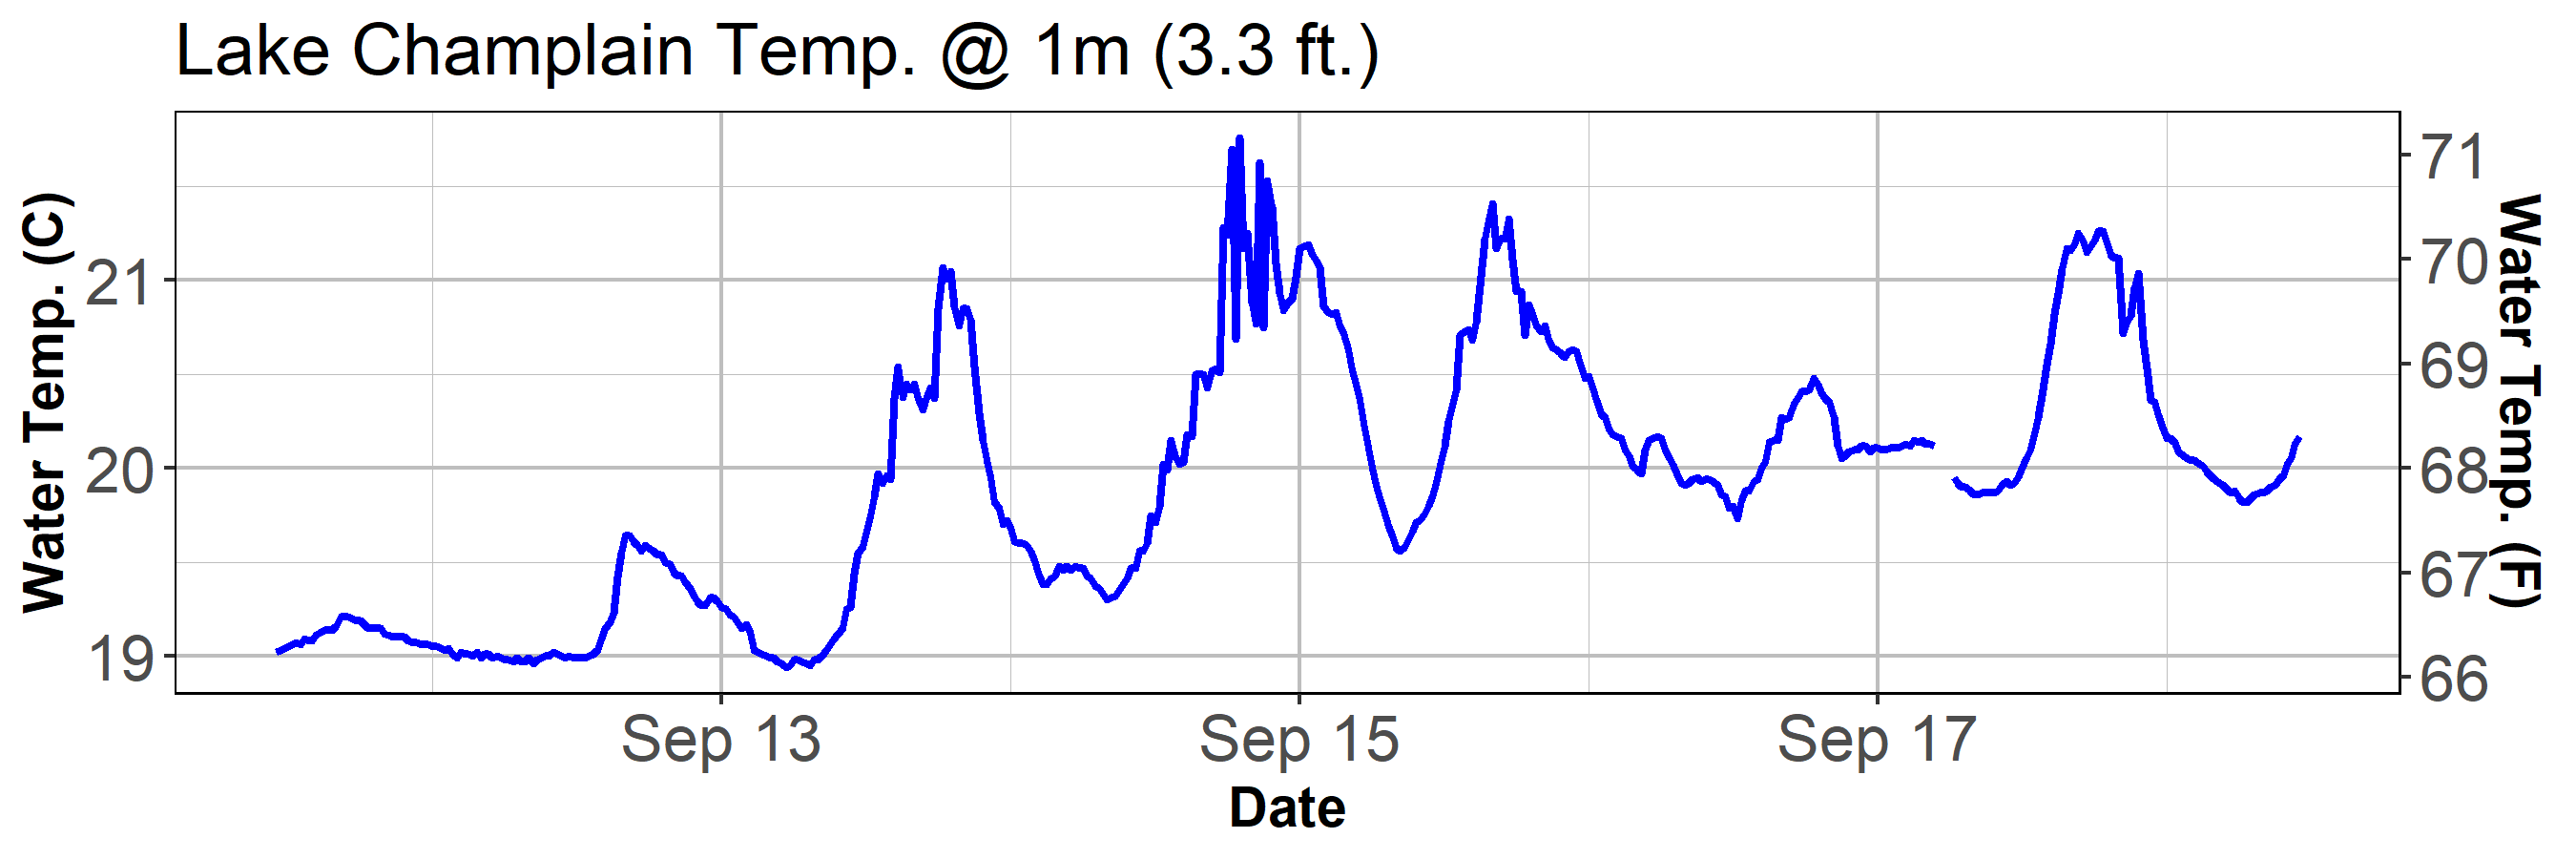 Lake Champlain Temp. @ 1m (3.3 ft.)
Water Temp. (C)
21
20
19
71
70
69
68
67
66
Water Temp. (F)
Sep 13
Sep 15
Sep 17
Date